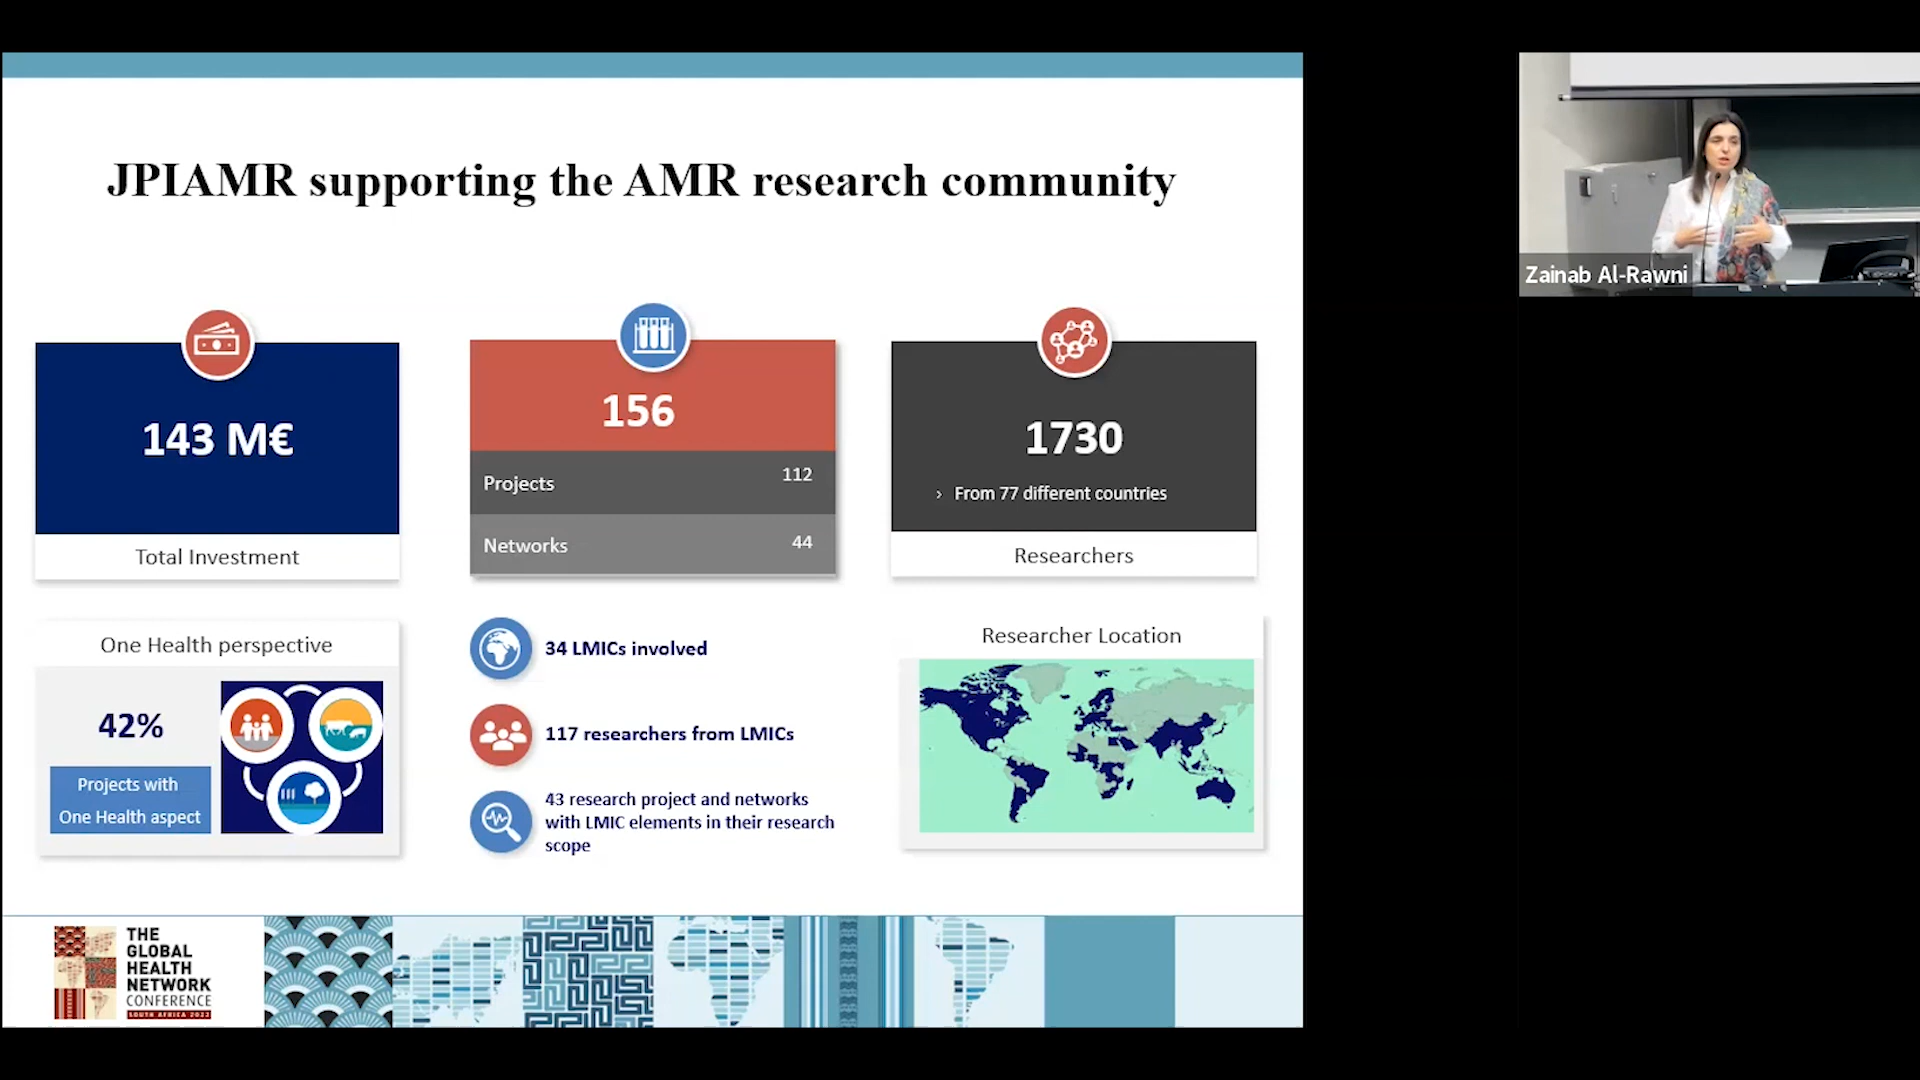 JPIAMR supporting the AMR research community
143 M€
Total Investment
156
Projects 112
Networks 44
1730
› From 77 different countries
Researchers
One Health perspective
42%
Projects with
One Health aspect
34 LMICs involved
117 researchers from LMICs
43 research project and networks
with LMIC elements in their research
scope
Researcher Location
THE
GLOBAL
HEALTH
NETWORK
CONFERENCE
SOUTH AFRICA 2022
Zainab Al-Rawni